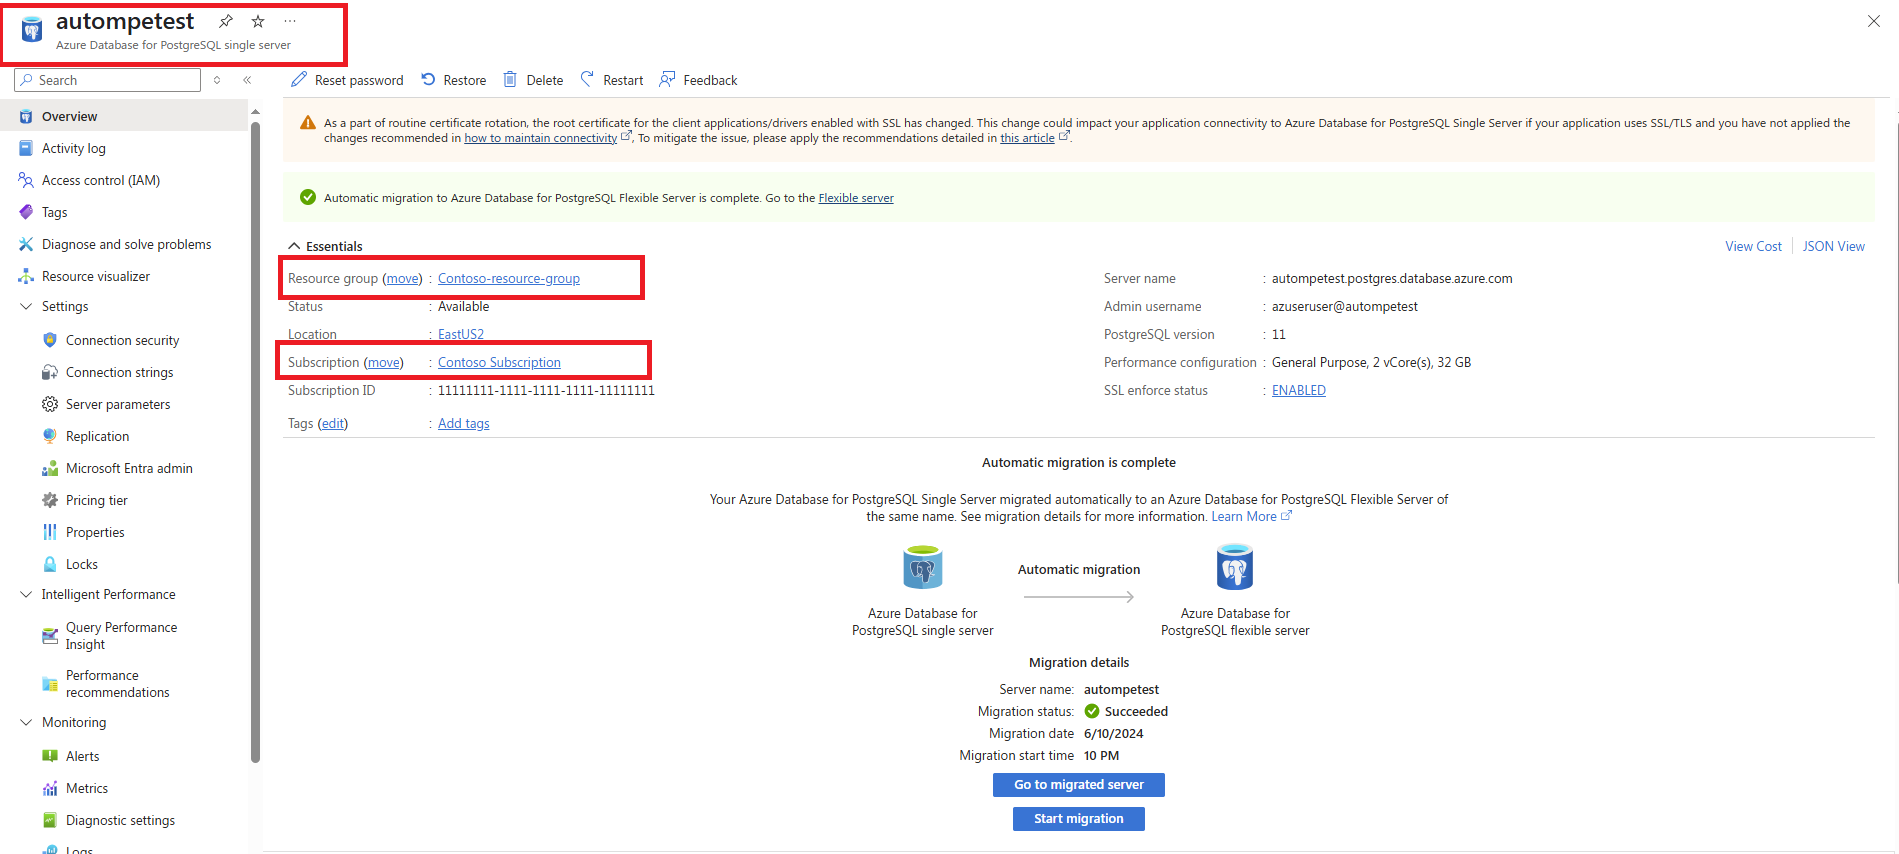 autompetest
Azure Database for PostgreSQL single server
Search
Reset password
Restore
Delete
Restart
Feedback
Overview
Activity log
Access control (IAM)
Tags
Diagnose and solve problems
Resource visualizer
Settings
Connection security
Connection strings
Server parameters
Replication
Microsoft Entra admin
Pricing tier
Properties
Locks
Intelligent Performance
Query Performance
Insight
Performance
recommendations
Monitoring
Alerts
Metrics
Diagnostic settings
Logs
As a part of routine certificate rotation, the root certificate for the client applications/drivers enabled with SSL has changed. This change could impact your application connectivity to Azure Database for PostgreSQL Single Server if your application uses SSL/TLS and you have not applied the
changes recommended in how to maintain connectivity, To mitigate the issue, please apply the recommendations detailed in this article.
Automatic migration to Azure Database for PostgreSQL Flexible Server is complete. Go to the Flexible server
Essentials
View Cost
JSON View
Resource group (move) : Contoso-resource-group
Status : Available
Location : EastUS2
Subscription (move) : Contoso Subscription
Subscription ID : 11111111-1111-1111-1111-11111111
Tags (edit) : Add tags
Server name : autompetest.postgres.database.azure.com
Admin username : azuseruser@autompetest
PostgreSQL version : 11
Performance configuration : General Purpose, 2 vCore(s), 32 GB
SSL enforce status : ENABLED
Automatic migration is complete
Your Azure Database for PostgreSQL Single Server migrated automatically to an Azure Database for PostgreSQL Flexible Server of
the same name. See migration details for more information. Learn More
Automatic migration
Azure Database for
PostgreSQL single server
Azure Database for
PostgreSQL flexible server
Migration details
Server name: autompetest
Migration status: Succeeded
Migration date 6/10/2024
Migration start time 10 PM
Go to migrated server
Start migration